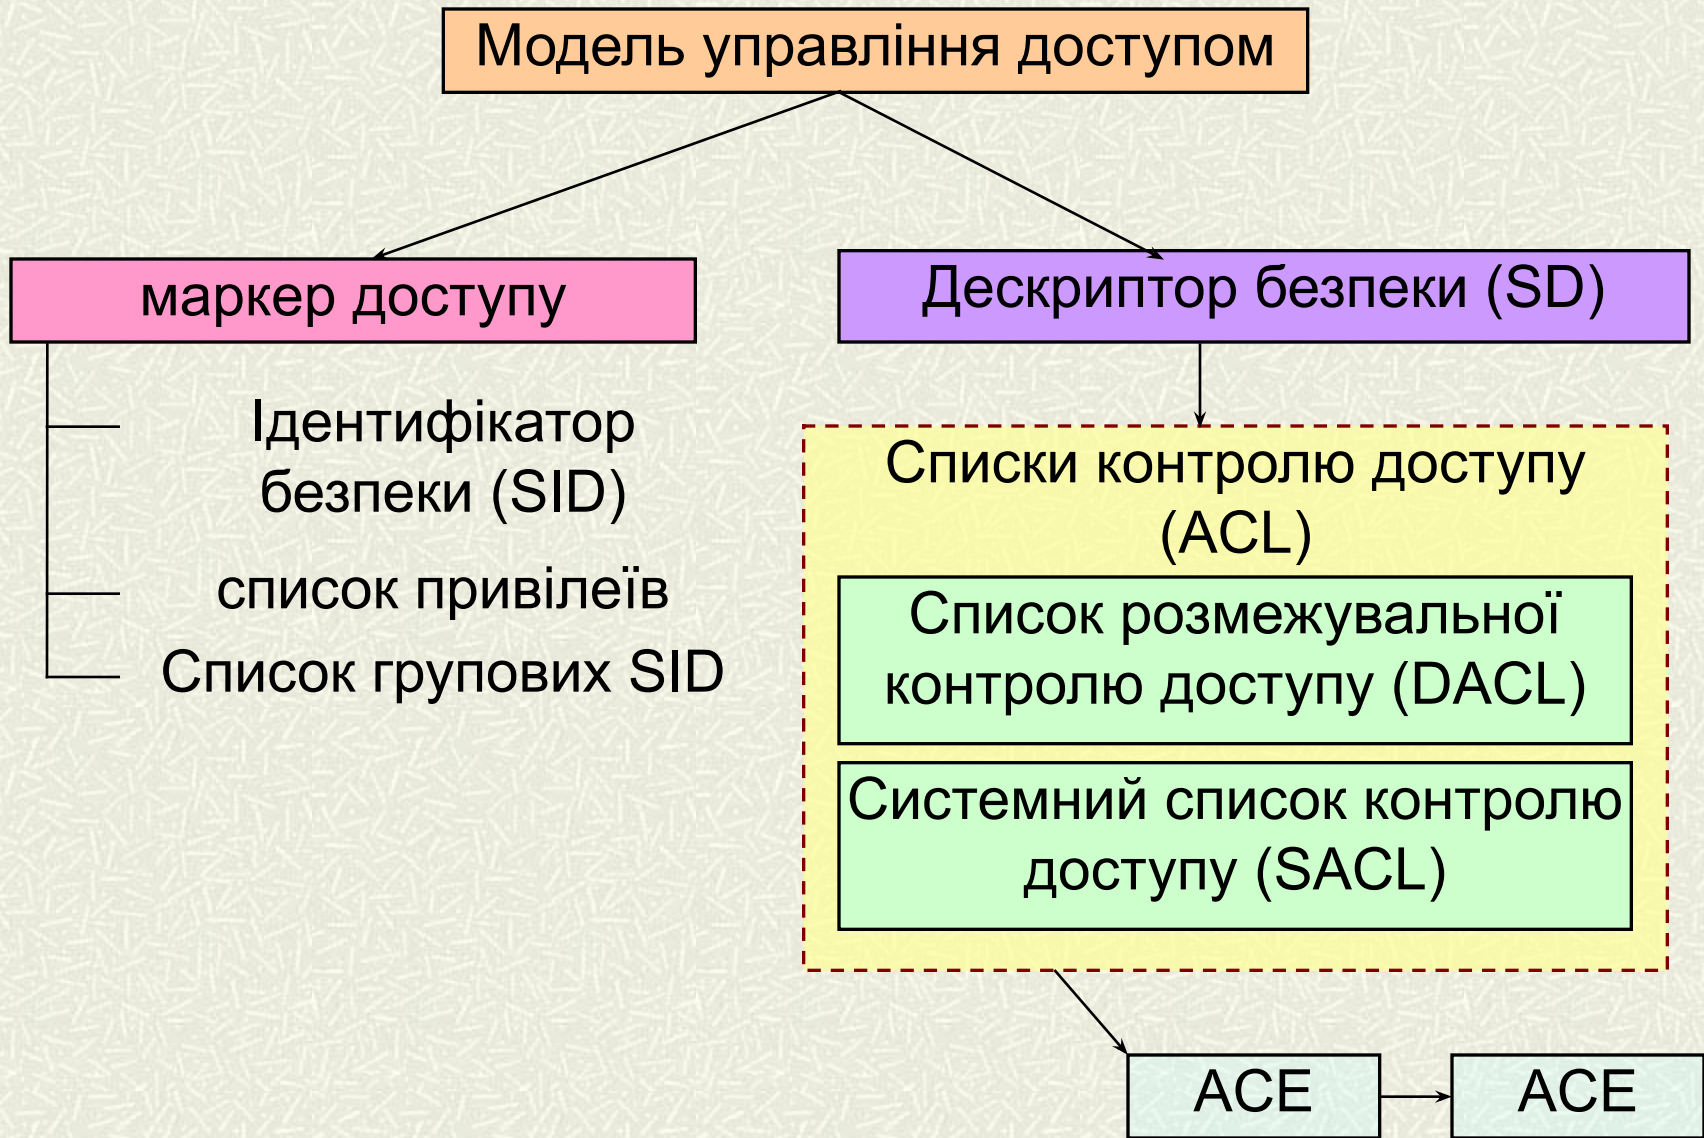 Модель управління доступом
маркер доступу
Ідентифікатор
безпеки (SID)
список привілеїв
Список групових SID
Дескриптор безпеки (SD)
Списки контролю доступу
(ACL)
Список розмежувальної
контролю доступу (DACL)
Системний список контролю
доступу (SACL)
ACE
ACE